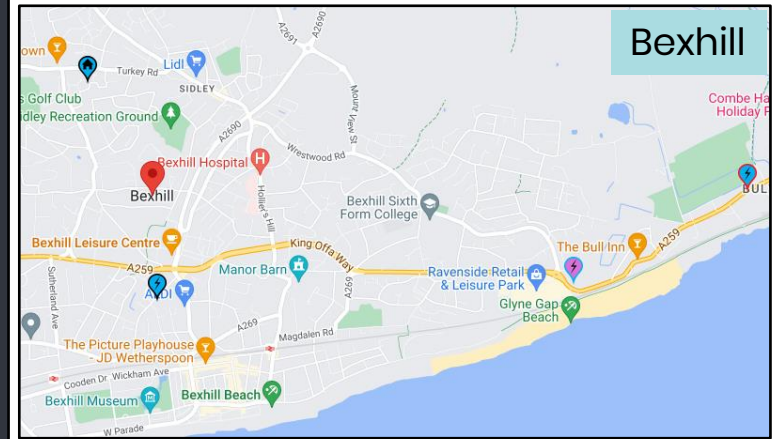 Bexhill
own
Turkey Rd
Lidl
SIDLEY
A2691
A2690
s Golf Club
idley Recreation Ground
A2690
Mount View St
Combe Ha
Holiday P
Wrestwood Rd
Bexhill Hospital
H
Bexhill
Hollier's Hill
Bexhill Sixth
Form College
BUL
Bexhill Leisure Centre
King Offa Way
The Bull Inn
A259
A259
Manor Barn
Ravenside Retail
& Leisure Park
Sutherland Ave
ALDI
A269
Glyne Gap
Beach
A269
Magdalen Rd
The Picture Playhouse
- JD Wetherspoon
Cooden Dr
Wickham Ave
Bexhill Museum
Bexhill Beach
W Parade